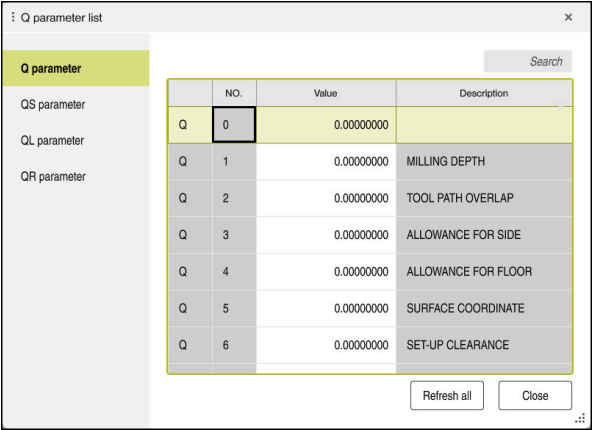 Q parameter list ×
Search
Q parameter
QS parameter
QL parameter
QR parameter
NO. Value Description
Q 0 0.00000000
Q 1 0.00000000 MILLING DEPTH
Q 2 0.00000000 TOOL PATH OVERLAP
Q 3 0.00000000 ALLOWANCE FOR SIDE
Q 4 0.00000000 ALLOWANCE FOR FLOOR
Q 5 0.00000000 SURFACE COORDINATE
Q 6 0.00000000 SET-UP CLEARANCE
Refresh all Close